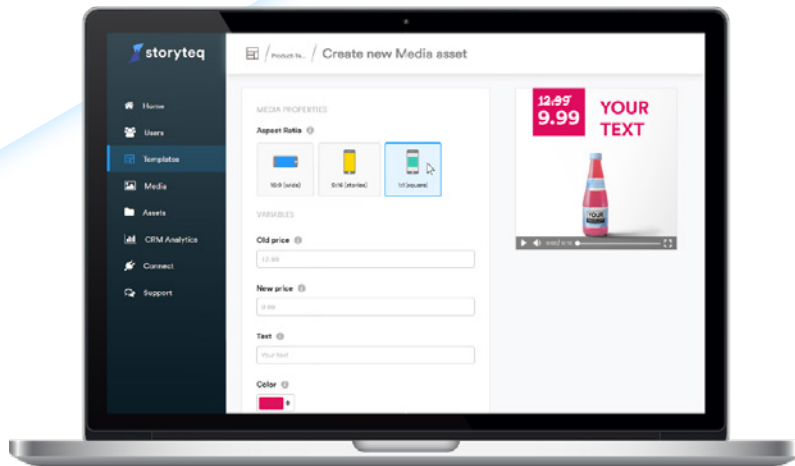 storyteq
Product te... / Create new Media asset
Home
Users
Templates
Media
Assets
CRM Analytics
Connect
Support
MEDIA PROPERTIES
Aspect Ratio
16:9 (wide)
9:16 (stories)
1:1 (square)
VARIABLES
Old price
12.99
New price
9.99
Text
Your text
Color
12.99
9.99
YOUR
TEXT
YOUR